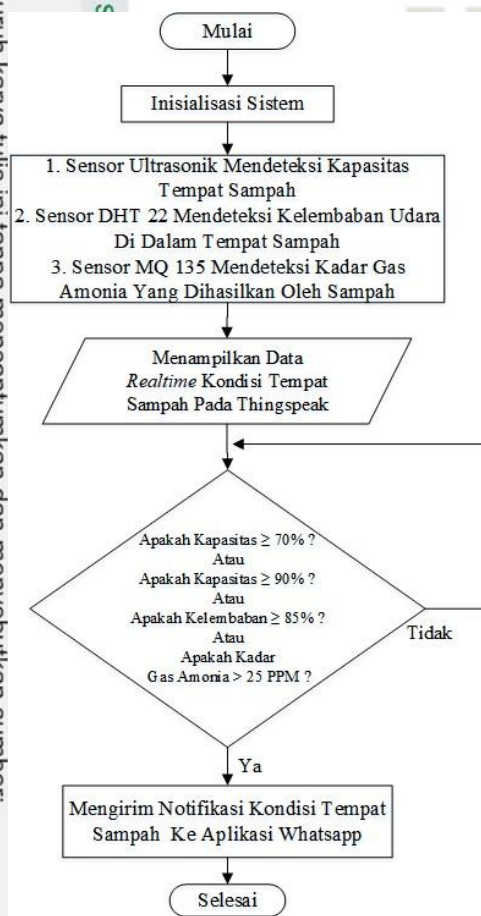 Mulai
Inisialisasi Sistem
1. Sensor Ultrasonik Mendeteksi Kapasitas
Tempat Sampah
2. Sensor DHT 22 Mendeteksi Kelembaban Udara
Di Dalam Tempat Sampah
3. Sensor MQ 135 Mendeteksi Kadar Gas
Amonia Yang Dihasilkan Oleh Sampah
Menampilkan Data
Realtime Kondisi Tempat
Sampah Pada Thingspeak
Apakah Kapasitas ≥ 70% ?
Atau
Apakah Kapasitas ≥ 90% ?
Atau
Apakah Kelembaban ≥ 85% ?
Atau
Apakah Kadar
Gas Amonia > 25 PPM ?
Tidak
Ya
Mengirim Notifikasi Kondisi Tempat
Sampah Ke Aplikasi Whatsapp
Selesai